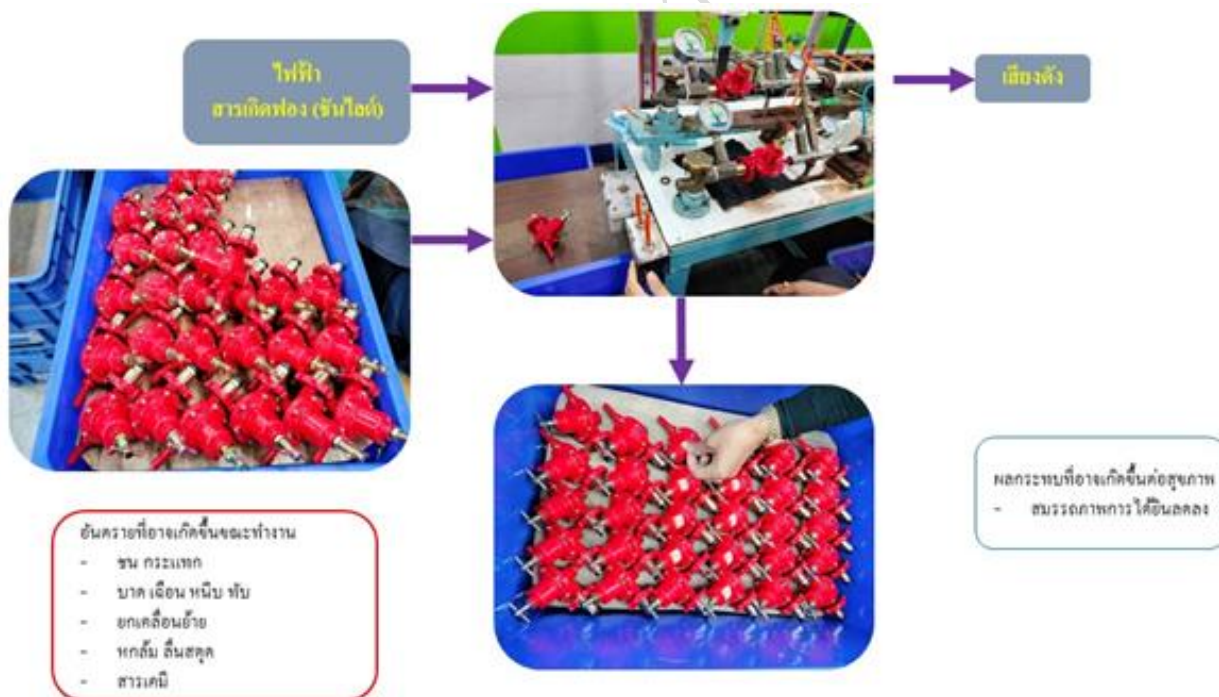 ไฟฟ้า
สารเกิดฟอง (ซันไลต์)
เสียงดัง
อันตรายที่อาจเกิดขึ้นขณะทำงาน
- ชน กระแทก
- บาด เฉือน หนีบ ทับ
- ยกเคลื่อนย้าย
- หกล้ม ลื่นสดุด
- สารเคมี
ผลกระทบที่อาจเกิดขึ้นต่อสุขภาพ
- สมรรถภาพการได้ยินลดลง